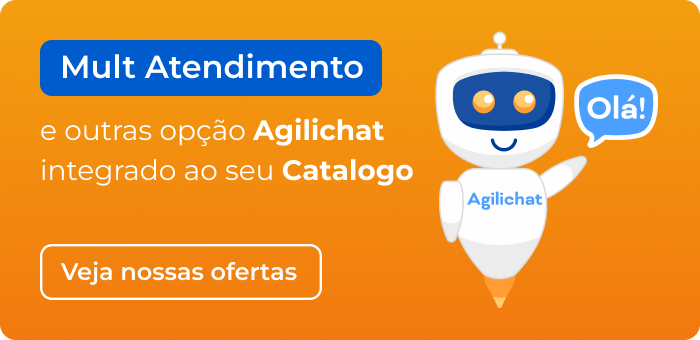 Mult Atendimento
e outras opção Agilichat
integrado ao seu Catalogo
Veja nossas ofertas
Olá!
Agilichat